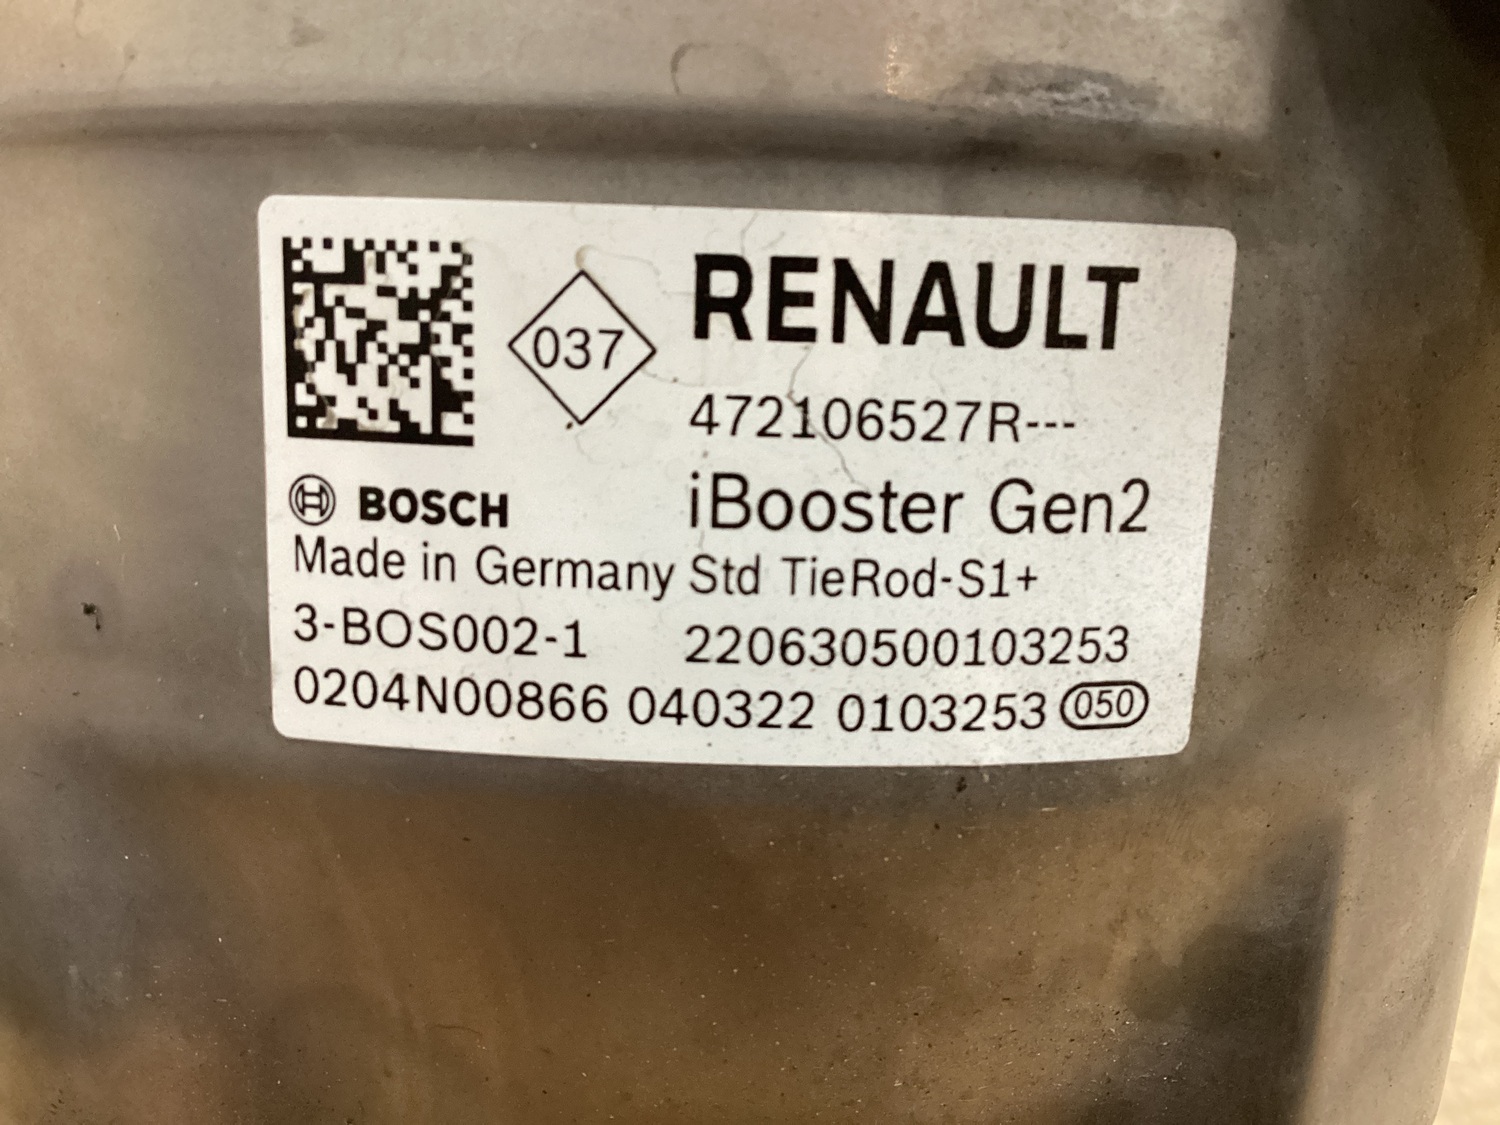 037
RENAULT
472106527R---
BOSCH
iBooster Gen2
Made in Germany Std TieRod-S1+
3-BOS002-1 220630500103253
0204N00866 040322 0103253 050